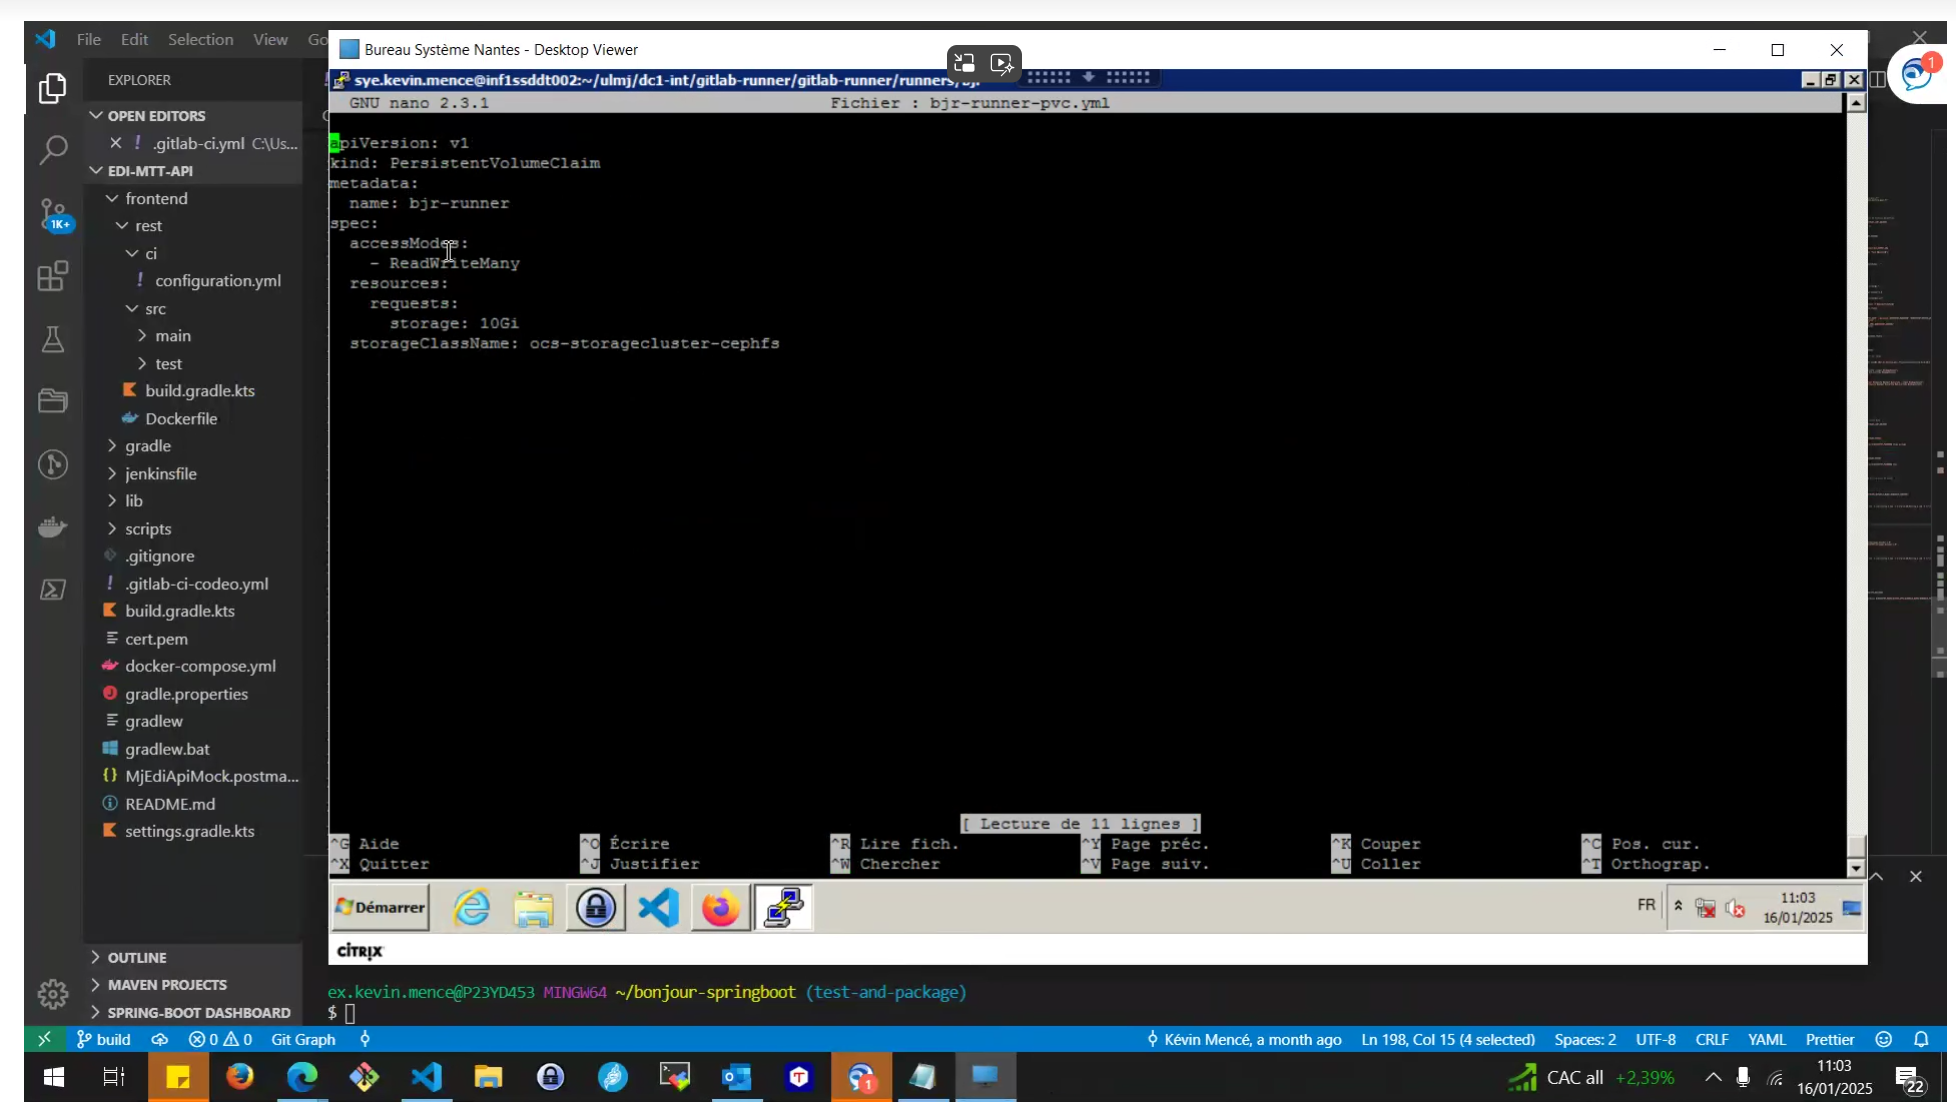 File Edit Selection View Go
Bureau Système Nantes - Desktop Viewer
1
EXPLORER
sye.kevin.mence@inf1ssddt002:~/ulmj/dc1-int/gitlab-runner/gitlab-runner/runners/bjr
GNU nano 2.3.1 Fichier : bjr-runner-pvc.yml
OPEN EDITORS
.gitlab-ci.yml C:\Us...
EDI-MTT-API
frontend
rest
ci
configuration.yml
src
main
test
build.gradle.kts
Dockerfile
gradle
jenkinsfile
lib
scripts
.gitignore
.gitlab-ci-codeo.yml
build.gradle.kts
cert.pem
docker-compose.yml
gradle.properties
gradlew
gradlew.bat
MjEdiApiMock.postma...
README.md
settings.gradle.kts
OUTLINE
MAVEN PROJECTS
SPRING-BOOT DASHBOARD
1K+
apiVersion: v1
kind: PersistentVolumeClaim
metadata:
name: bjr-runner
spec:
accessModes:
- ReadWriteMany
resources:
requests:
storage: 10Gi
storageClassName: ocs-storagecluster-cephfs
[ Lecture de 11 lignes ]
^G Aide ^O Écrire ^R Lire fich. ^Y Page préc. ^K Couper ^C Pos. cur.
^X Quitter ^J Justifier ^W Chercher ^V Page suiv. ^U Coller ^T Orthograp.
Démarrer FR 11:03
16/01/2025
CITRIX
ex.kevin.mence@P23YD453 MINGW64 ~/bonjour-springboot (test-and-package)
$
build 0 0 Git Graph Kévin Mencé, a month ago Ln 198, Col 15 (4 selected) Spaces: 2 UTF-8 CRLF YAML Prettier
1 CAC all +2,39% 11:03
16/01/2025 22